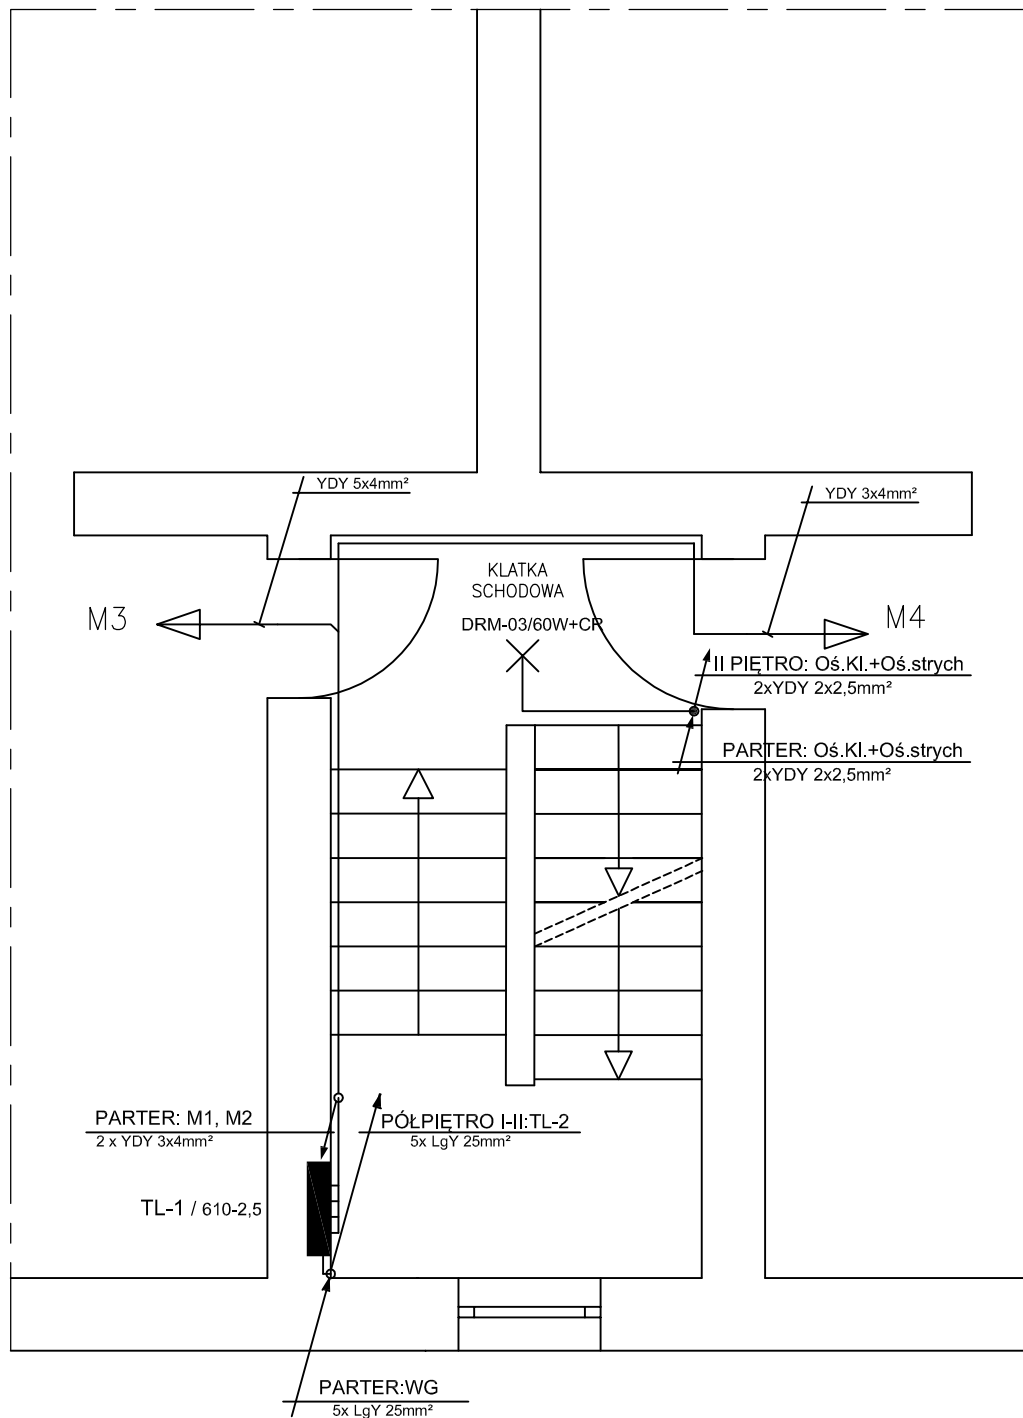 YDY 5x4mm²
YDY 3x4mm²
KLATKA
SCHODOWA
M3
M4
DRM-03/60W+CP
II PIĘTRO: Oś.Kl.+Oś.strych
2xYDY 2x2,5mm²
PARTER: Oś.Kl.+Oś.strych
2xYDY 2x2,5mm²
PARTER: M1, M2
2 x YDY 3x4mm²
PÓŁPIĘTRO I-II:TL-2
5x LgY 25mm²
TL-1 / 610-2,5
PARTER:WG
5x LgY 25mm²